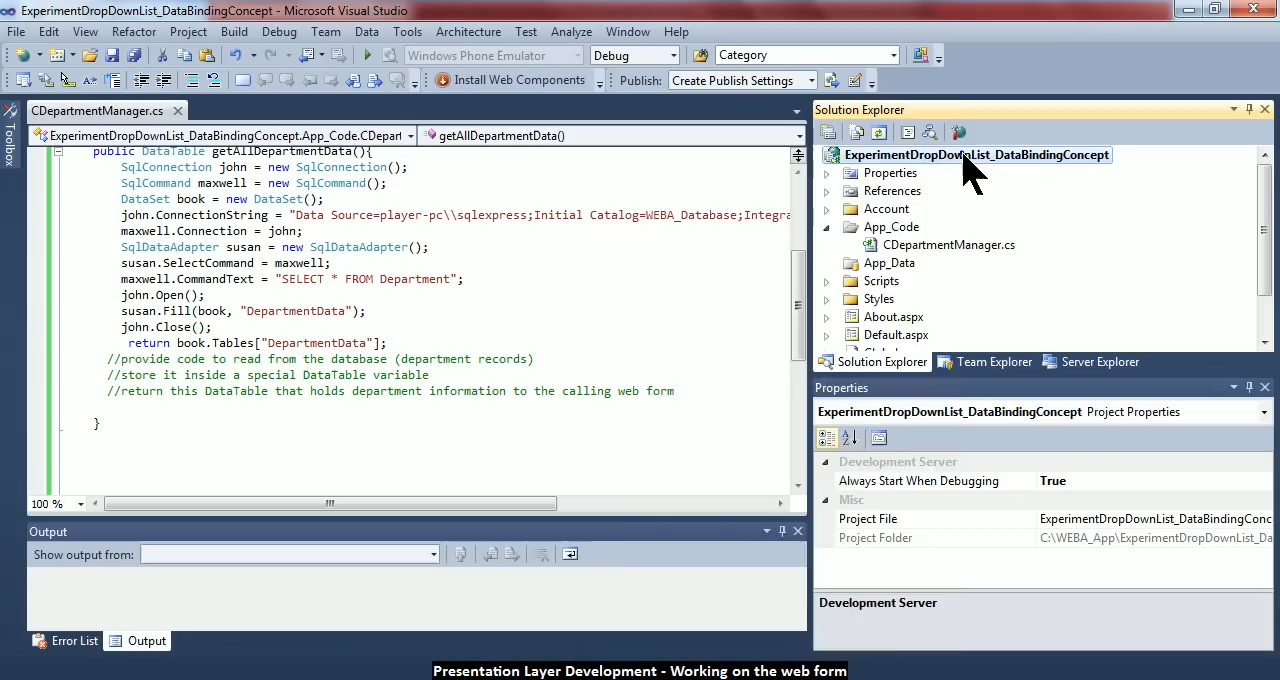 ExperimentDropDownList_DataBindingConcept - Microsoft Visual Studio
File Edit View Refactor Project Build Debug Team Data Tools Architecture Test Analyze Window Help
Windows Phone Emulator Debug Category
Install Web Components Publish: Create Publish Settings
Toolbox
CDepartmentManager.cs
ExperimentDropDownList_DataBindingConcept.App_Code.CDepart getAllDepartmentData()
public DataTable getAllDepartmentData(){
SqlConnection john = new SqlConnection();
SqlCommand maxwell = new SqlCommand();
DataSet book = new DataSet();
john.ConnectionString = "Data Source=player-pc\\sqlexpress;Initial Catalog=WEBA_Database;Integra
maxwell.Connection = john;
SqlDataAdapter susan = new SqlDataAdapter();
susan.SelectCommand = maxwell;
maxwell.CommandText = "SELECT * FROM Department";
john.Open();
susan.Fill(book, "DepartmentData");
john.Close();
return book.Tables["DepartmentData"];
//provide code to read from the database (department records)
//store it inside a special DataTable variable
//return this DataTable that holds department information to the calling web form
}
100 %
Output
Show output from:
Error List Output
Solution Explorer
ExperimentDropDownList_DataBindingConcept
Properties
References
Account
App_Code
CDepartmentManager.cs
App_Data
Scripts
Styles
About.aspx
Default.aspx
Solution Explorer Team Explorer Server Explorer
Properties
ExperimentDropDownList_DataBindingConcept Project Properties
Development Server
Always Start When Debugging True
Misc
Project File ExperimentDropDownList_DataBindingConc
Project Folder C:\WEBA_App\ExperimentDropDownList_Da
Development Server
Presentation Layer Development - Working on the web form